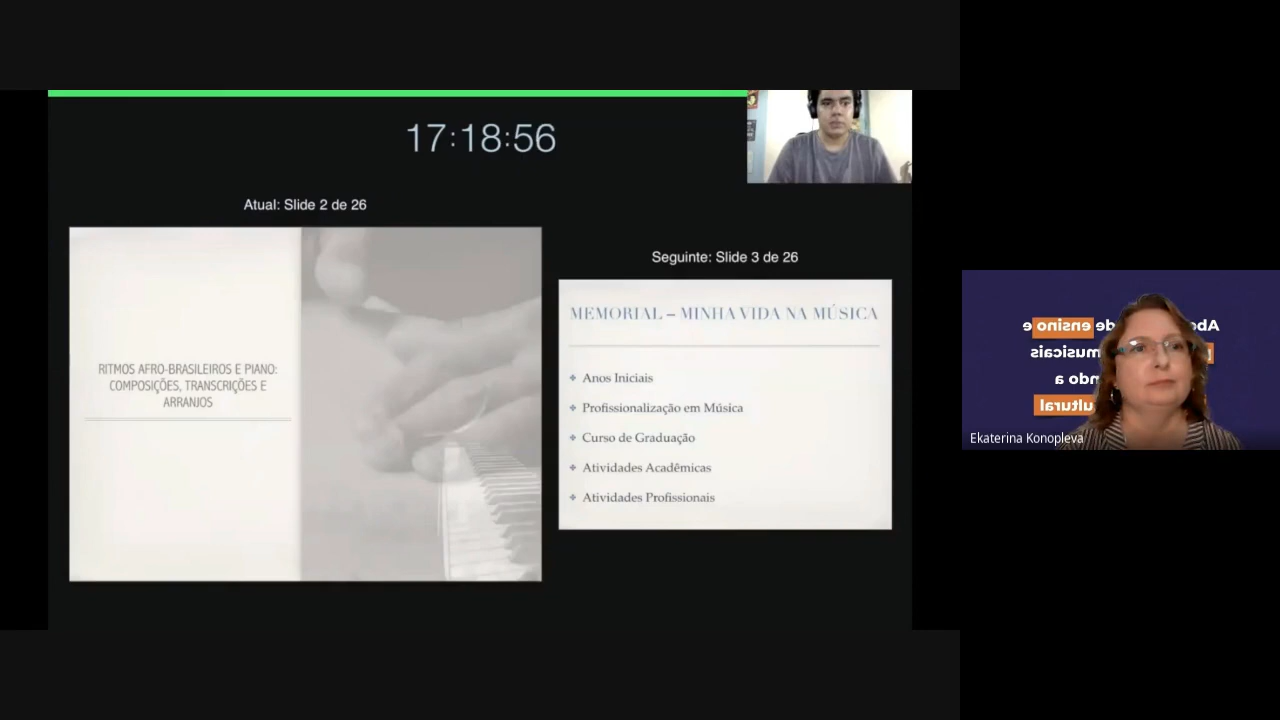 17:18:56
Atual: Slide 2 de 26
RITMOS AFRO-BRASILEIROS E PIANO:
COMPOSIÇÕES, TRANSCRIÇÕES E
ARRANJOS
Seguinte: Slide 3 de 26
MEMORIAL – MINHA VIDA NA MÚSICA
Anos Iniciais
Profissionalização em Música
Curso de Graduação
Atividades Acadêmicas
Atividades Profissionais
de ensino e
musicais
Ekaterina Konopleva